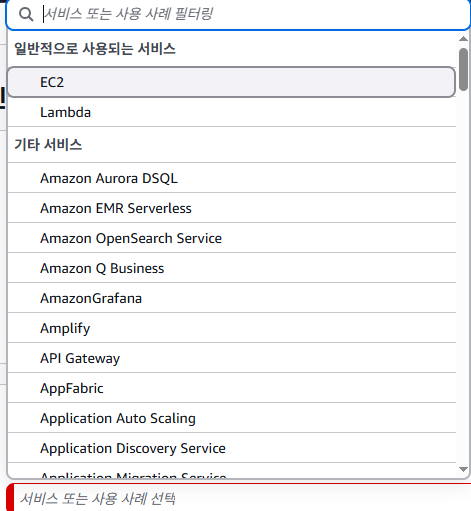 서비스 또는 사용 사례 필터링
일반적으로 사용되는 서비스
EC2
Lambda
기타 서비스
Amazon Aurora DSQL
Amazon EMR Serverless
Amazon OpenSearch Service
Amazon Q Business
AmazonGrafana
Amplify
API Gateway
AppFabric
Application Auto Scaling
Application Discovery Service
Application Migration Service
서비스 또는 사용 사례 선택